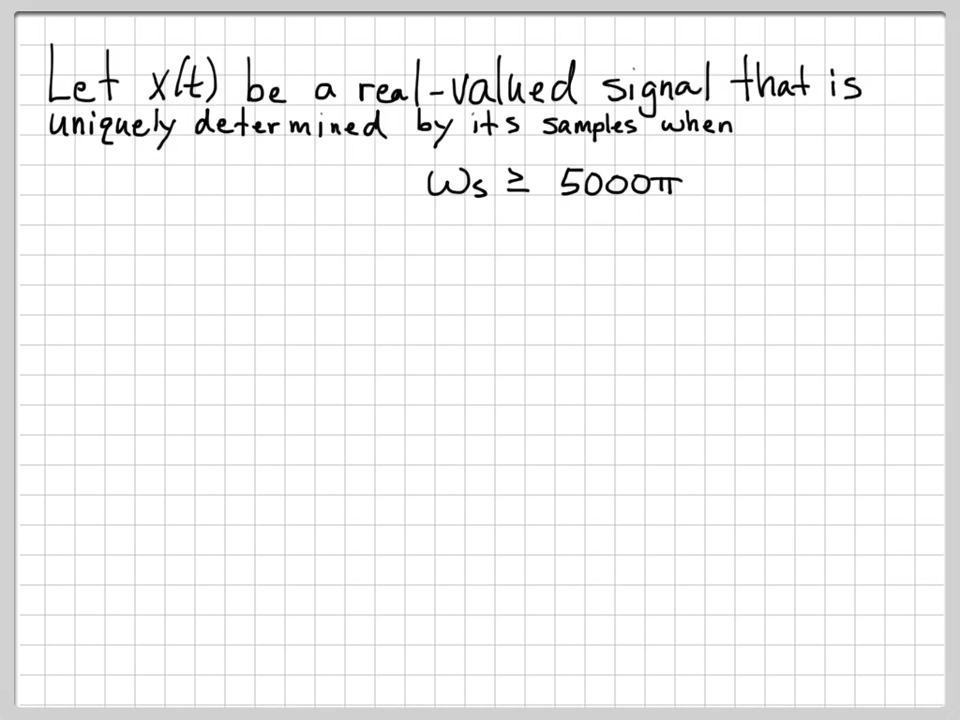 Let x(t) be a real-valued signal that is
uniquely determined by its samples when
ωs ≥ 5000π